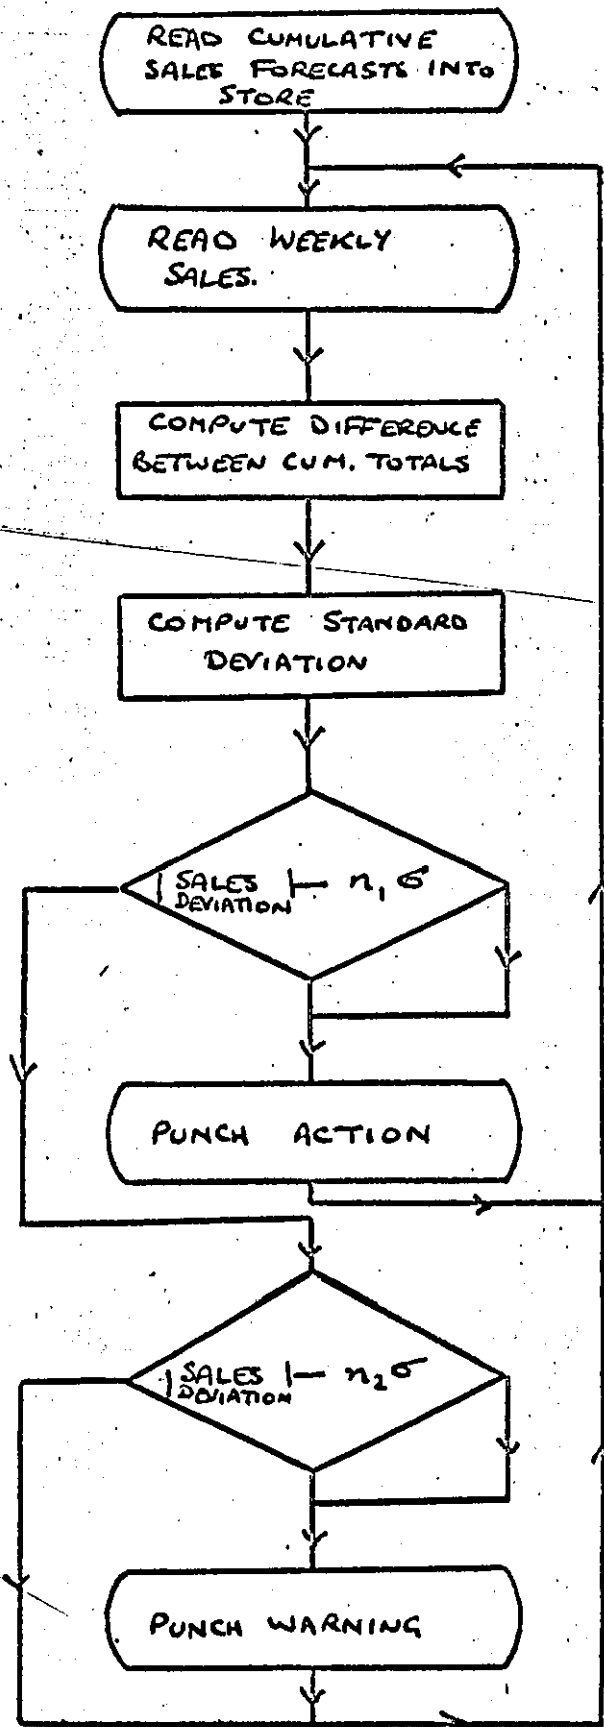 READ CUMULATIVE
SALES FORECASTS INTO
STORE
READ WEEKLY
SALES.
COMPUTE DIFFERENCE
BETWEEN CUM. TOTALS
COMPUTE STANDARD
DEVIATION
| SALES DEVIATION | — n₁ σ
PUNCH ACTION
| SALES DEVIATION | — n₂ σ
PUNCH WARNING